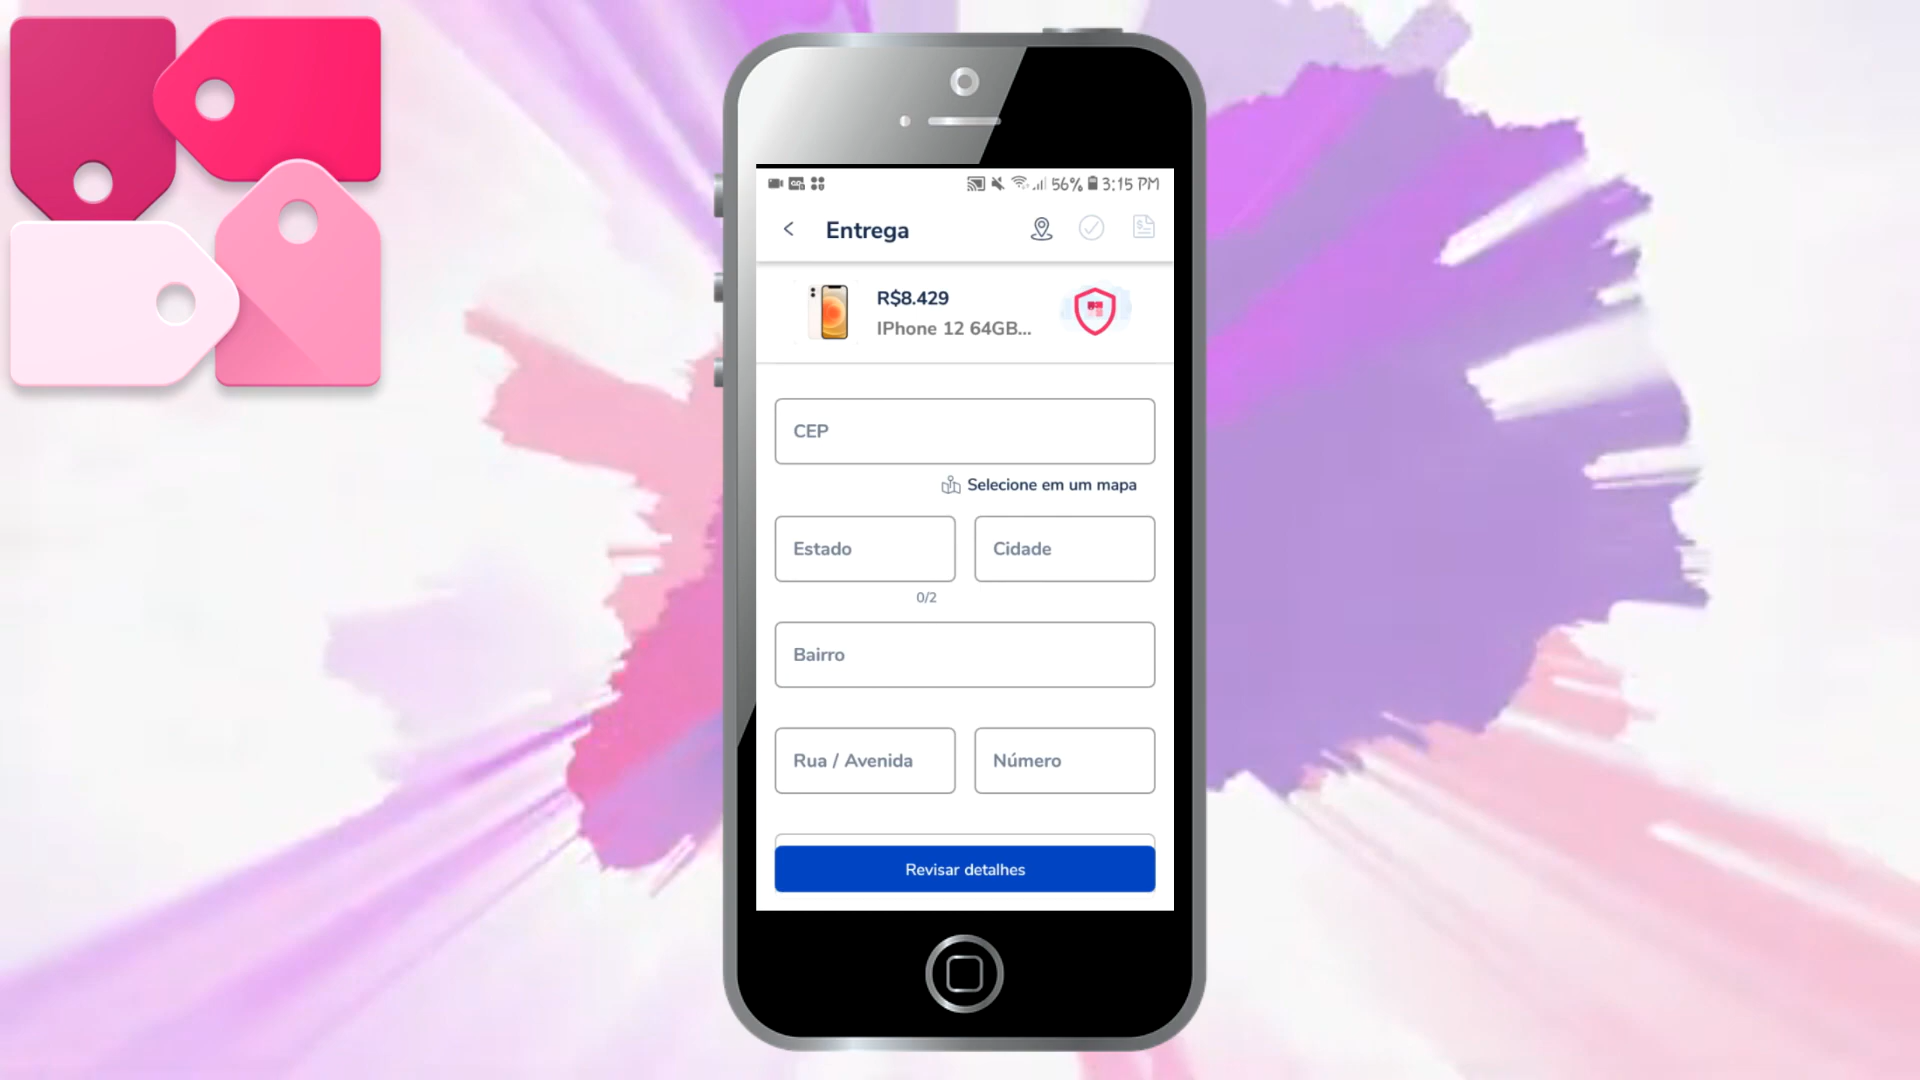 56% 3:15 PM
Entrega
R$8.429
IPhone 12 64GB...
CEP
Selecione em um mapa
Estado
Cidade
0/2
Bairro
Rua / Avenida
Número
Revisar detalhes